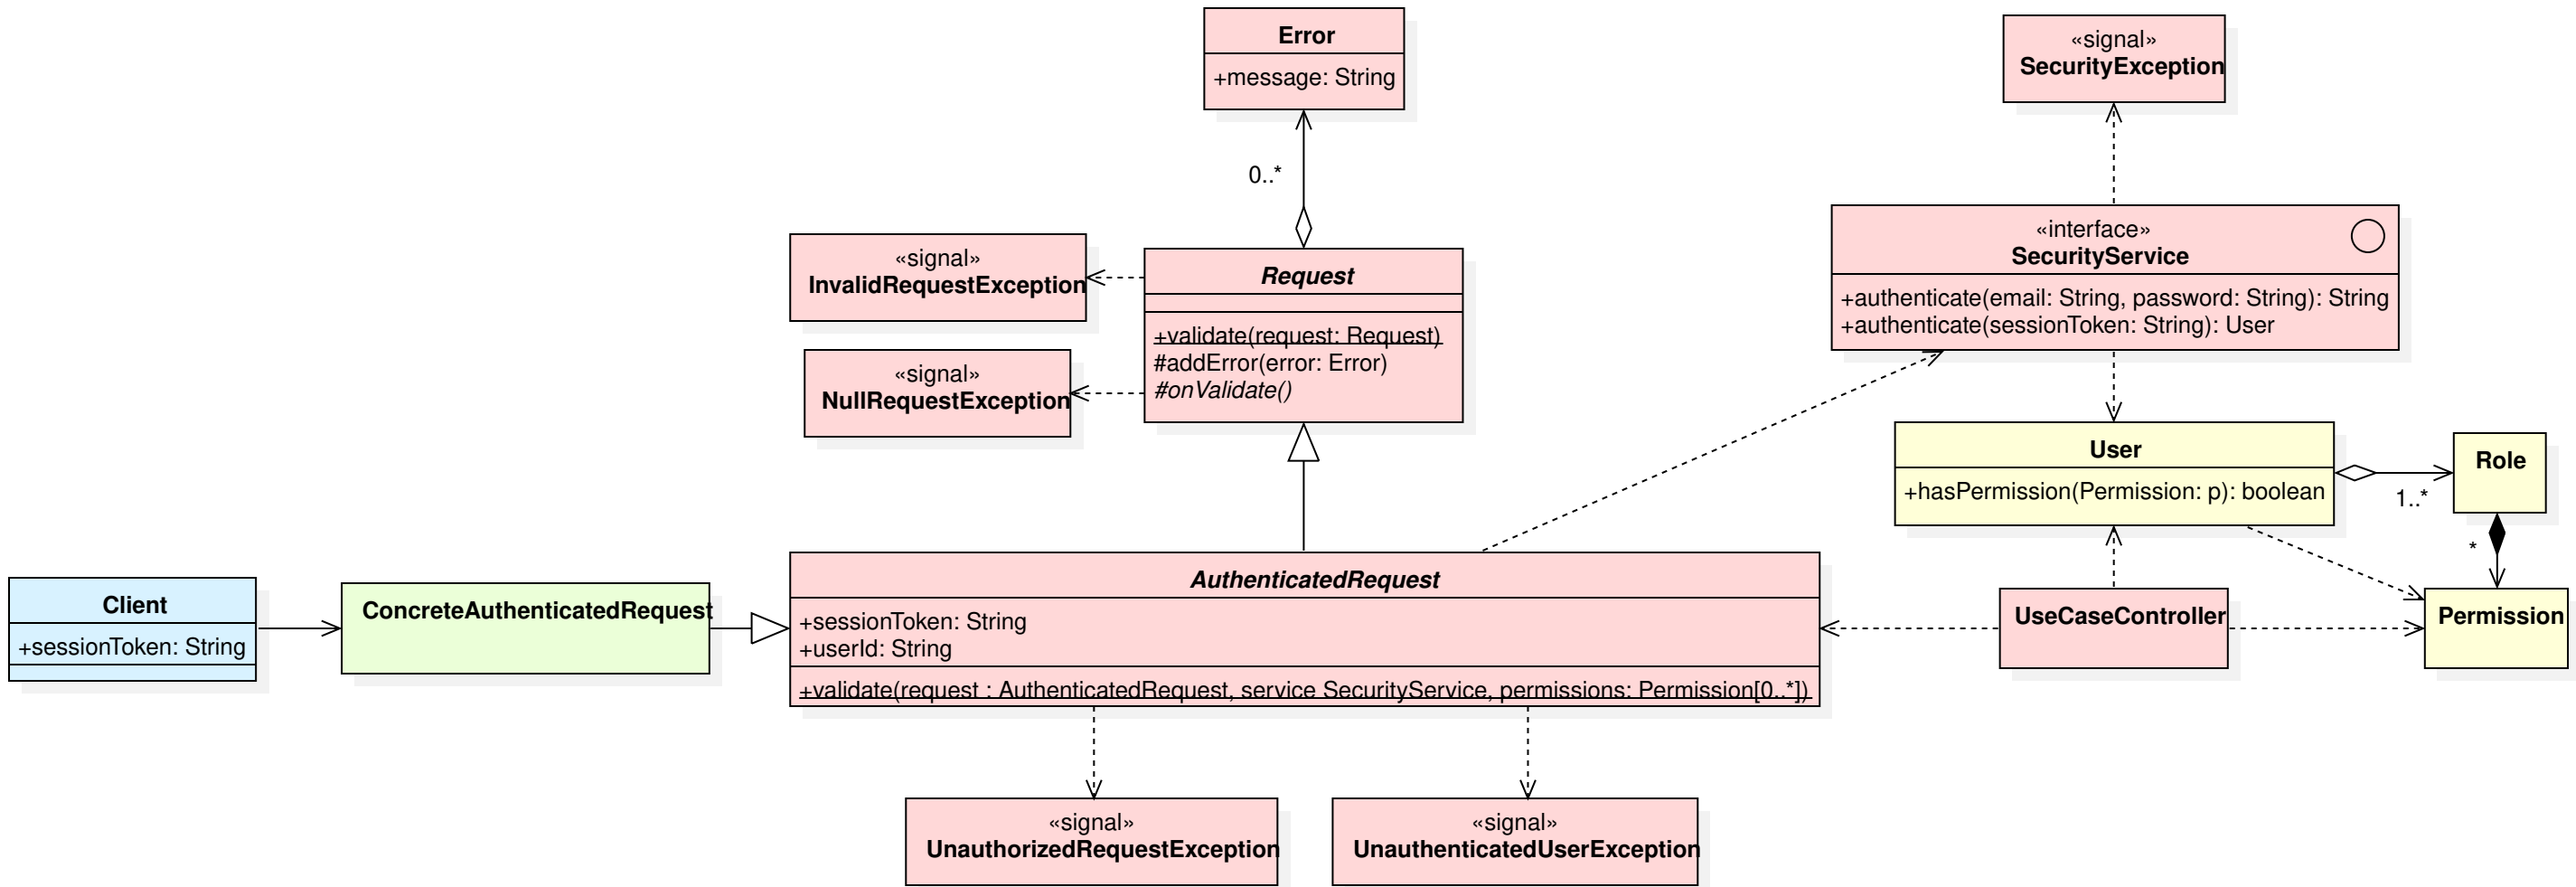 Error
+message: String
«signal»
SecurityException
0..*
«signal»
InvalidRequestException
Request
+validate(request: Request)
#addError(error: Error)
#onValidate()
«signal»
NullRequestException
«interface»
SecurityService
+authenticate(email: String, password: String): String
+authenticate(sessionToken: String): User
User
+hasPermission(Permission: p): boolean
1..*
Role
*
Permission
Client
+sessionToken: String
ConcreteAuthenticatedRequest
AuthenticatedRequest
+sessionToken: String
+userId: String
+validate(request : AuthenticatedRequest, service SecurityService, permissions: Permission[0..*])
UseCaseController
«signal»
UnauthorizedRequestException
«signal»
UnauthenticatedUserException